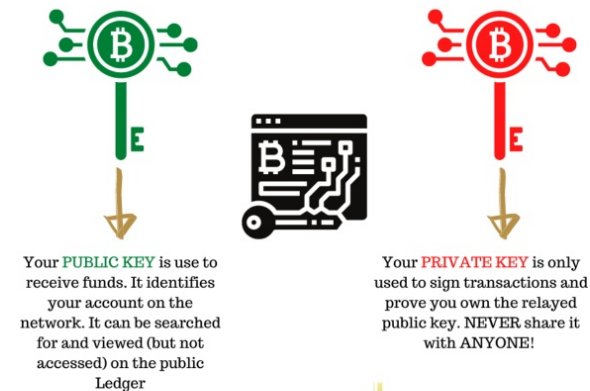 Your PUBLIC KEY is use to
receive funds. It identifies
your account on the
network. It can be searched
for and viewed (but not
accessed) on the public
Ledger
Your PRIVATE KEY is only
used to sign transactions and
prove you own the relayed
public key. NEVER share it
with ANYONE!